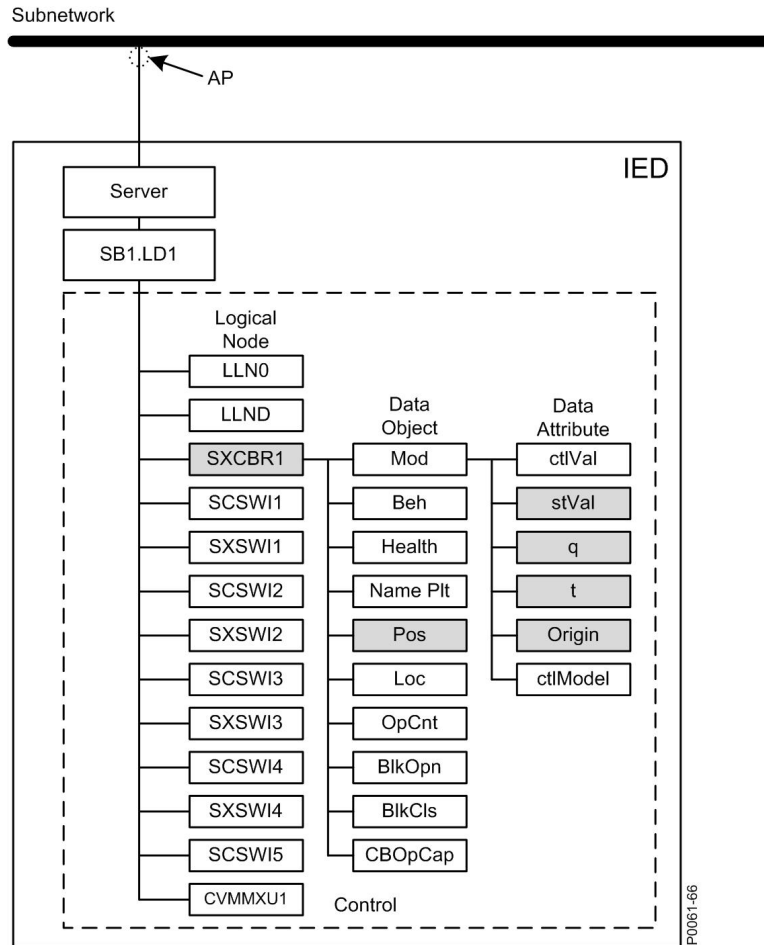 Subnetwork
AP
IED
Server
SB1.LD1
Logical
Node
LLN0
LLND
SXCBR1
SCSWI1
SXSWI1
SCSWI2
SXSWI2
SCSWI3
SXSWI3
SCSWI4
SXSWI4
SCSWI5
CVMMXU1
Data
Object
Mod
Beh
Health
Name Plt
Pos
Loc
OpCnt
BlkOpn
BlkCls
CBOpCap
Data
Attribute
ctlVal
stVal
q
t
Origin
ctlModel
Control
P0061-66